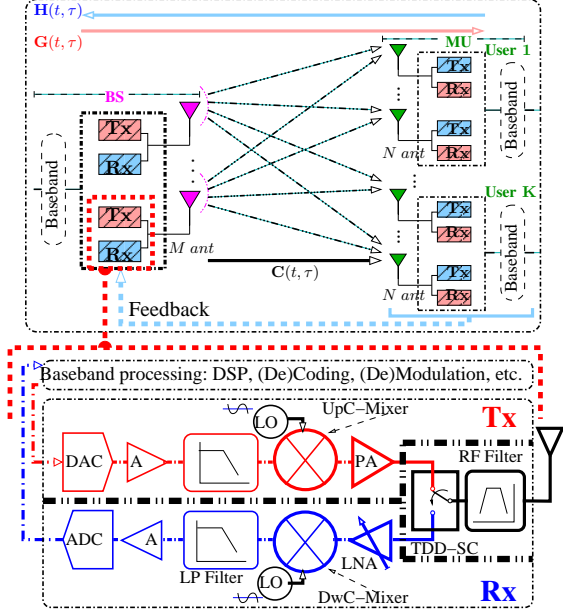 H(t, τ)
G(t, τ)
MU
User 1
BS
Tx
Rx
Tx
Rx
Baseband
Tx
Rx
Baseband
N ant
User K
Tx
Rx
Baseband
Tx
Rx
M ant
C(t, τ)
Tx
Rx
N ant
Feedback
Baseband processing: DSP, (De)Coding, (De)Modulation, etc.
UpC–Mixer
Tx
LO
RF Filter
DAC
A
PA
TDD–SC
ADC
A
LNA
LP Filter
LO
DwC–Mixer
Rx